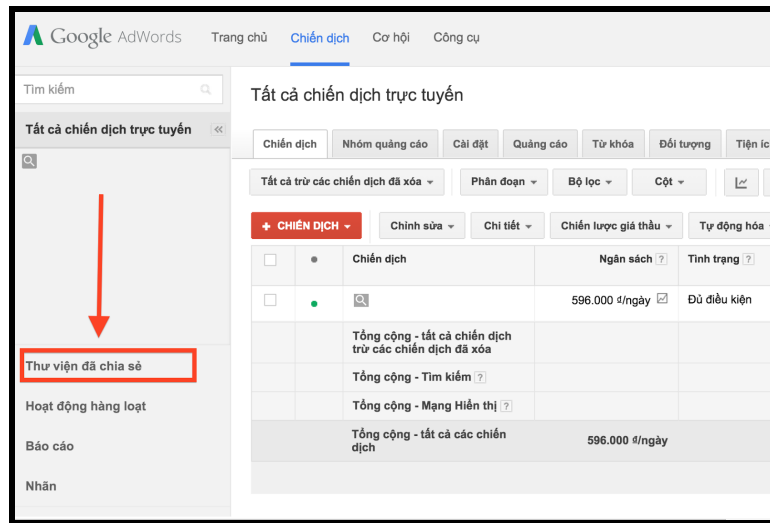 Google AdWords Trang chủ Chiến dịch Cơ hội Công cụ
Tìm kiếm
Tất cả chiến dịch trực tuyến
Tất cả chiến dịch trực tuyến
Chiến dịch Nhóm quảng cáo Cài đặt Quảng cáo Từ khóa Đối tượng Tiện íc
Tất cả trừ các chiến dịch đã xóa Phân đoạn Bộ lọc Cột
+ CHIẾN DỊCH Chỉnh sửa Chi tiết Chiến lược giá thầu Tự động hóa
Chiến dịch Ngân sách ? Tình trạng ?
596.000 ₫/ngày Đủ điều kiện
Tổng cộng - tất cả chiến dịch
trừ các chiến dịch đã xóa
Tổng cộng - Tìm kiếm ?
Tổng cộng - Mạng Hiển thị ?
Tổng cộng - tất cả các chiến
dịch
596.000 ₫/ngày
Thư viện đã chia sẻ
Hoạt động hàng loạt
Báo cáo
Nhãn